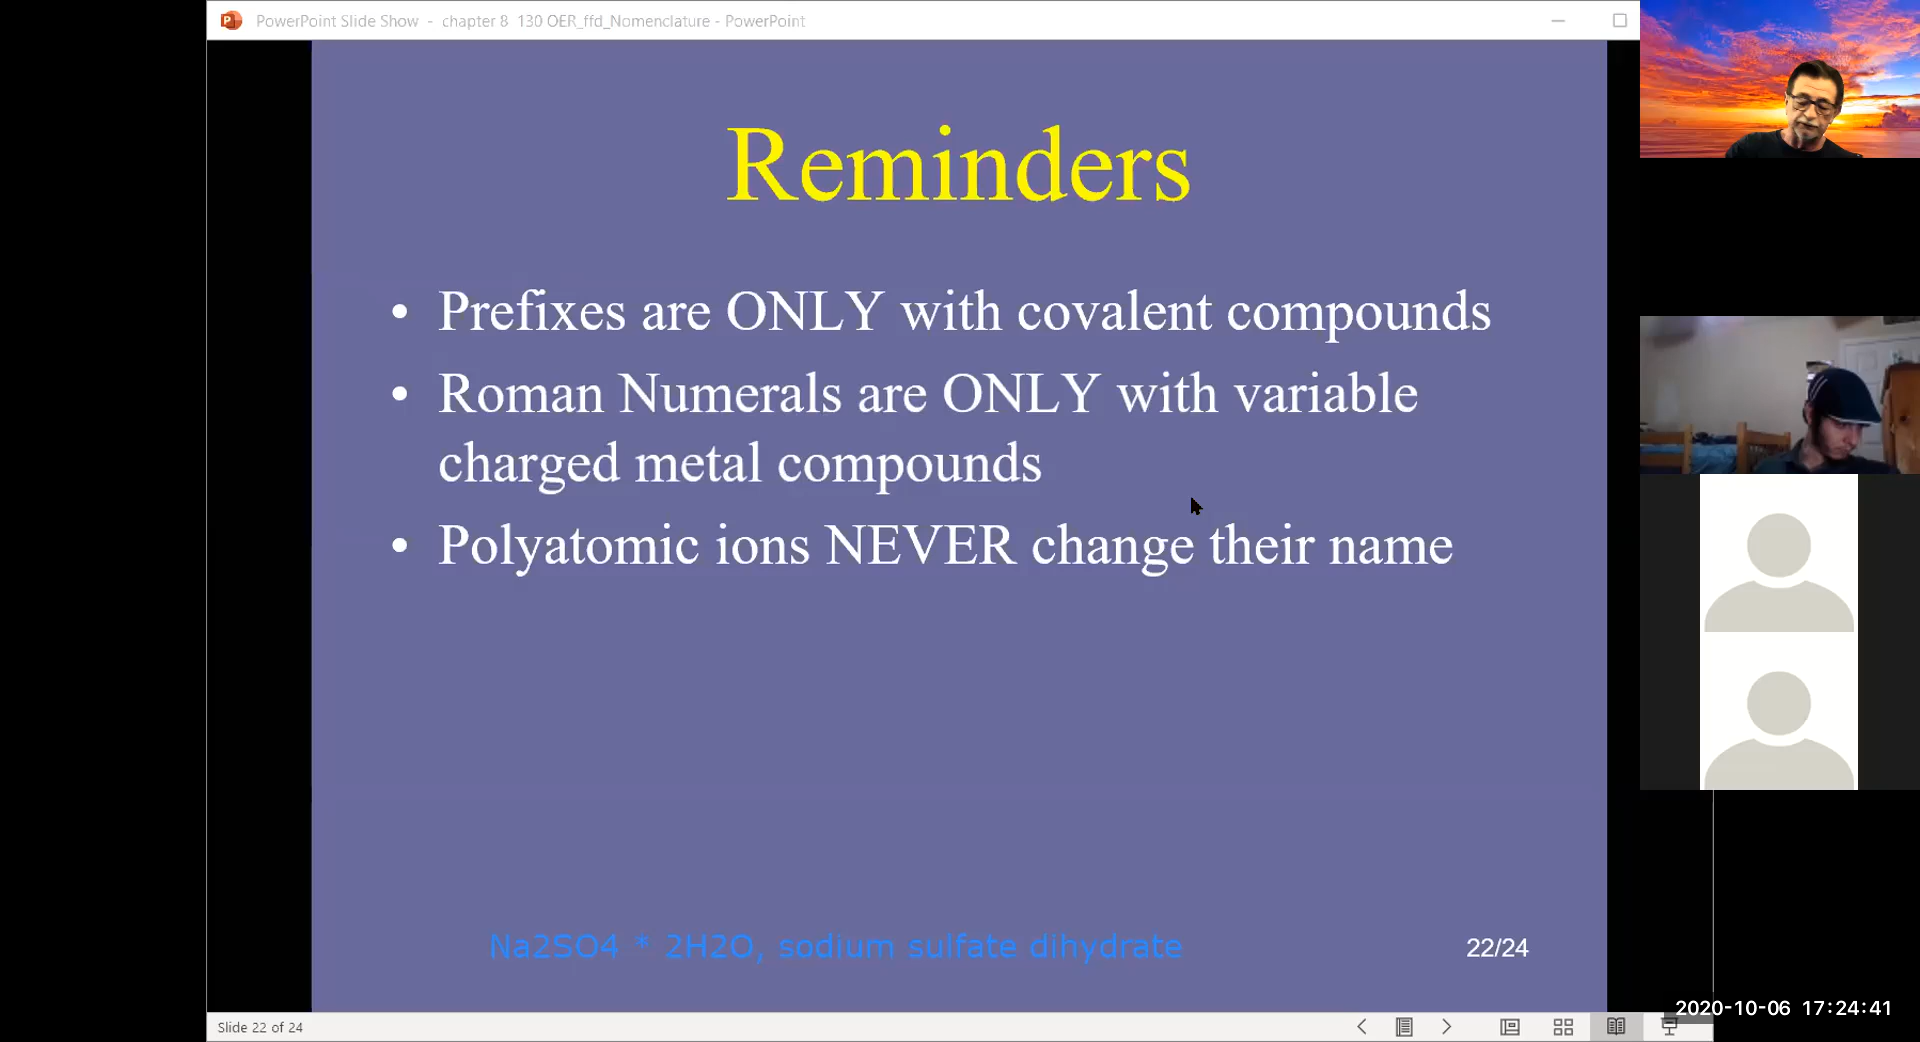 PowerPoint Slide Show - chapter 8 130 OER_ffd_Nomenclature - PowerPoint
Reminders
• Prefixes are ONLY with covalent compounds
• Roman Numerals are ONLY with variable
charged metal compounds
• Polyatomic ions NEVER change their name
Na2SO4 * 2H2O, sodium sulfate dihydrate
22/24
2020-10-06 17:24:41
Slide 22 of 24